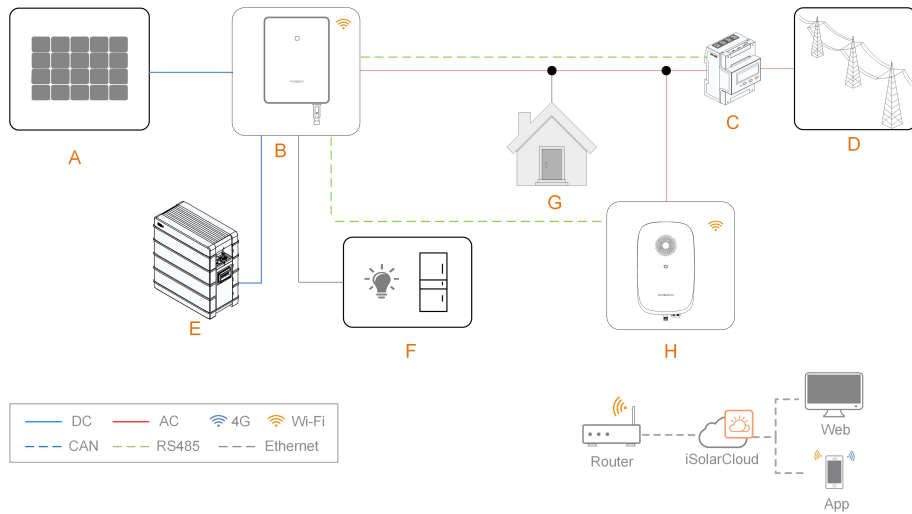 A
B
C
D
G
E
F
H
DC
AC
4G
Wi-Fi
CAN
RS485
Ethernet
Router
iSolarCloud
Web
App